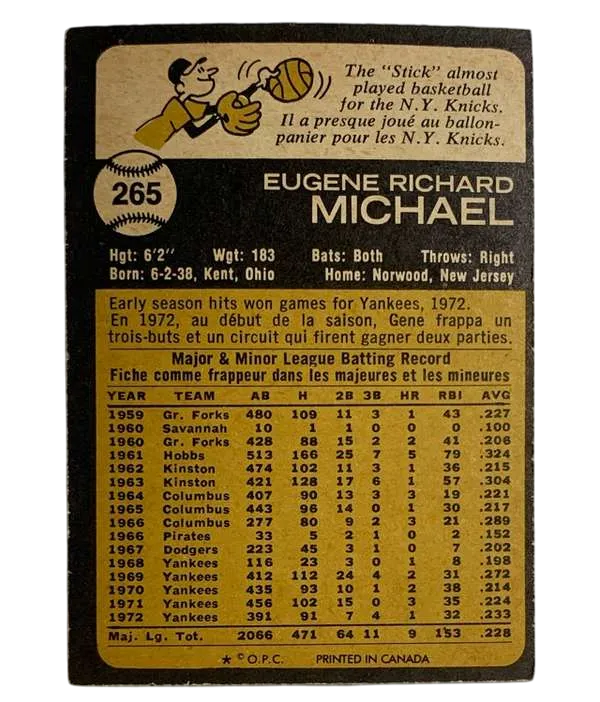 The "Stick" almost
played basketball
for the N.Y. Knicks.
Il a presque joué au ballon-
panier pour les N.Y. Knicks.
265
EUGENE RICHARD
MICHAEL
Hgt: 6'2" Wgt: 183 Bats: Both Throws: Right
Born: 6-2-38, Kent, Ohio Home: Norwood, New Jersey
Early season hits won games for Yankees, 1972.
En 1972, au début de la saison, Gene frappa un
trois-buts et un circuit qui firent gagner deux parties.
Major & Minor League Batting Record
Fiche comme frappeur dans les majeures et les mineures
YEAR TEAM AB H 2B 3B HR RBI AVG
1959 Gr. Forks 480 109 11 3 1 43 .227
1960 Savannah 10 1 1 0 0 0 .100
1960 Gr. Forks 428 88 15 2 2 41 .206
1961 Hobbs 513 166 25 7 5 79 .324
1962 Kinston 474 102 11 3 1 36 .215
1963 Kinston 421 128 17 6 1 57 .304
1964 Columbus 407 90 13 3 3 19 .221
1965 Columbus 443 96 14 0 1 30 .217
1966 Columbus 277 80 9 2 3 21 .289
1966 Pirates 33 5 2 1 0 2 .152
1967 Dodgers 223 45 3 1 0 7 .202
1968 Yankees 116 23 3 0 1 8 .198
1969 Yankees 412 112 24 4 2 31 .272
1970 Yankees 435 93 10 1 2 38 .214
1971 Yankees 456 102 15 0 3 35 .224
1972 Yankees 391 91 7 4 1 32 .233
Maj. Lg. Tot. 2066 471 64 11 9 153 .228
★ © O.P.C. PRINTED IN CANADA